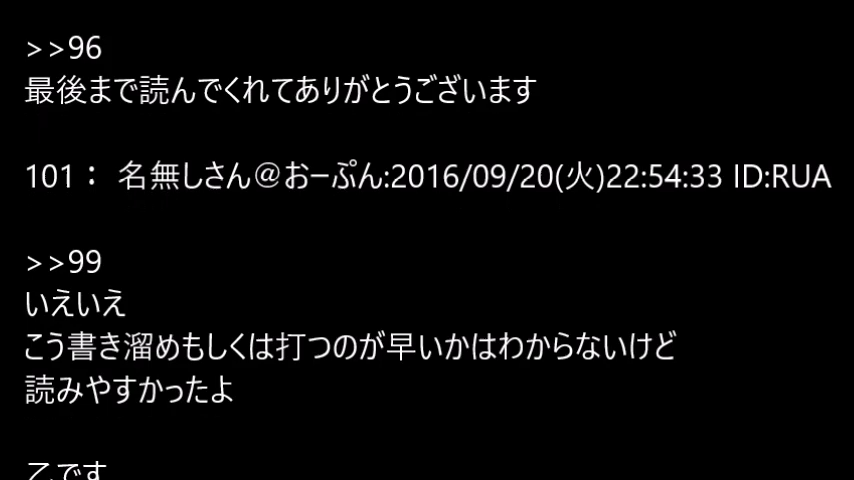 >>96
最後まで読んでくれてありがとうございます
101： 名無しさん＠おーぷん:2016/09/20(火)22:54:33 ID:RUA
>>99
いえいえ
こう書き溜めもしくは打つのが早いかはわからないけど
読みやすかったよ
乙です